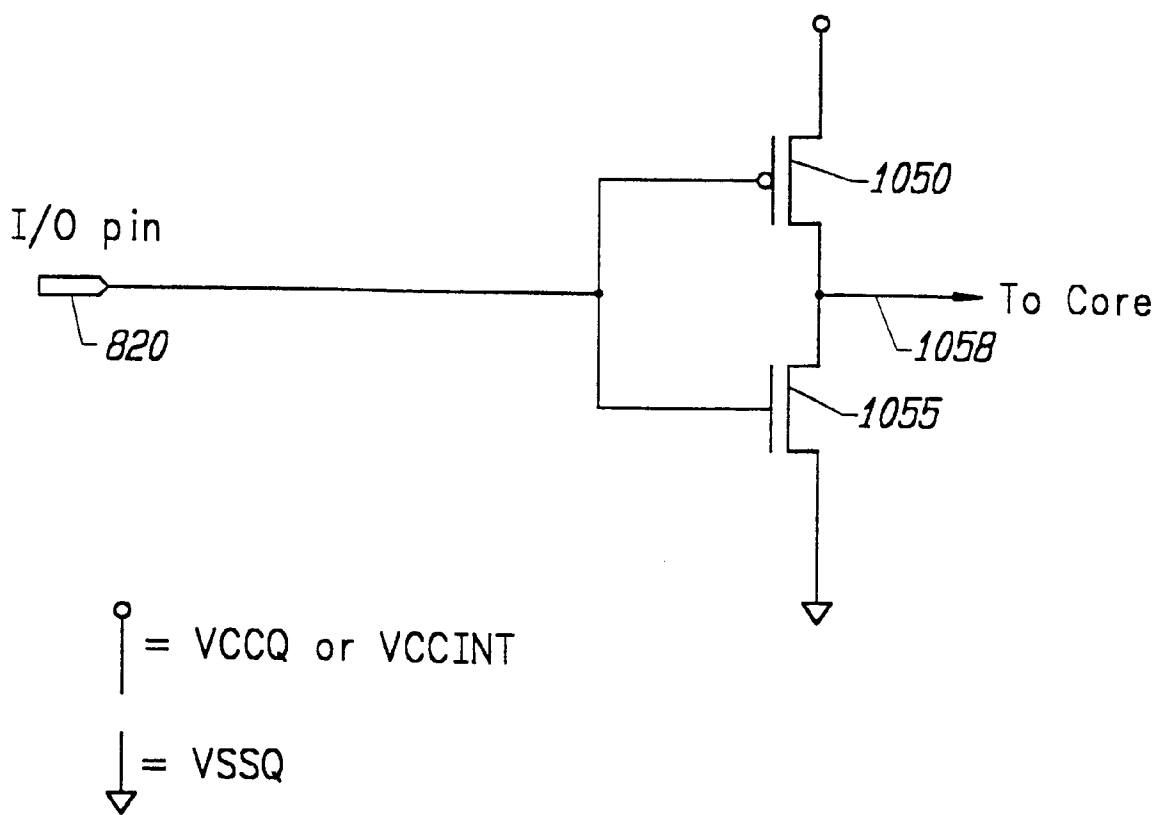 1050
I/O pin
820
To Core
1058
1055
= VCCQ or VCCINT
= VSSQ